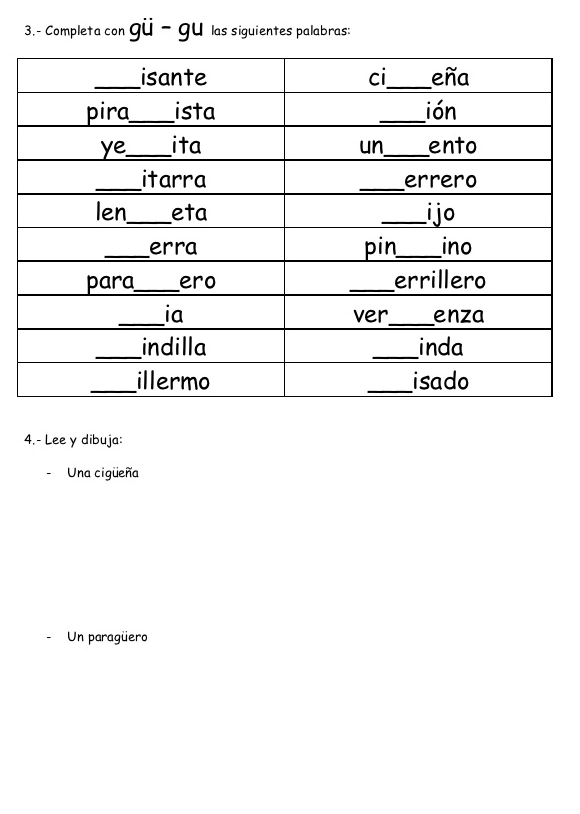 3.- Completa con gü – gu las siguientes palabras:
___isante ci___eña
pira___ista ___ión
ye___ita un___ento
___itarra ___errero
len___eta ___ijo
___erra pin___ino
para___ero ___errillero
___ia ver___enza
___indilla ___inda
___illermo ___isado
4.- Lee y dibuja:
- Una cigüeña
- Un paragüero